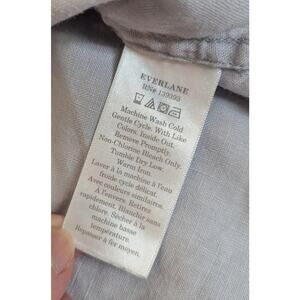 EVERLANE
RN# 139393
Machine Wash Cold
Gentle Cycle. With Like
Colors. Inside Out.
Remove Promptly.
Non-Chlorine Bleach Only.
Tumble Dry Low.
Warm Iron.
Laver à la machine à l'eau
froide cycle délicat.
Avec couleurs similaires.
A l'envers. Retirez
rapidement. Blanchir sans
chlore. Sécher à la
machine basse
température.
Repasser à fer moyen.